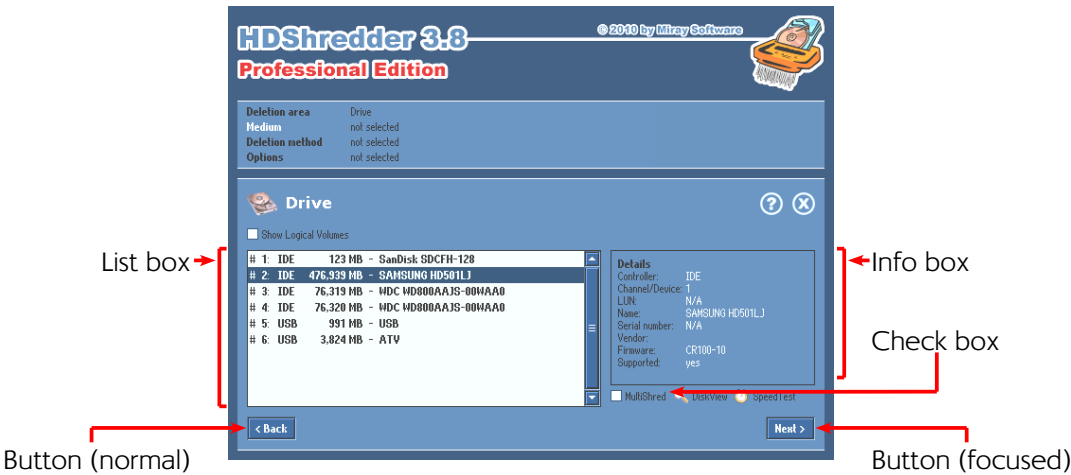 HDShredder 3.8
© 2010 by Miray Software
Professional Edition
Deletion area Drive
Medium not selected
Deletion method not selected
Options not selected
Drive
? X
Show Logical Volumes
List box
# 1: IDE 123 MB - SanDisk SDCFH-128
# 2: IDE 476,939 MB - SAMSUNG HD501LJ
# 3: IDE 76,319 MB - WDC WD800AAJS-00WAA0
# 4: IDE 76,320 MB - WDC WD800AAJS-00WAA0
# 5: USB 991 MB - USB
# 6: USB 3,824 MB - ATV
Details
Controller: IDE
Channel/Device: 1
LUN: N/A
Name: SAMSUNG HD501LJ
Serial number: N/A
Vendor:
Firmware: CR100-10
Supported: yes
Info box
Check box
MultiShred DiskView SpeedTest
< Back
Next >
Button (normal)
Button (focused)